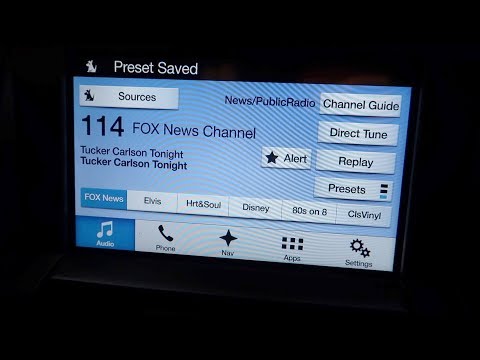 Preset Saved
Sources
News/PublicRadio
Channel Guide
114 FOX News Channel
Direct Tune
Tucker Carlson Tonight
Tucker Carlson Tonight
Alert
Replay
Presets
FOX News
Elvis
Hrt&Soul
Disney
80s on 8
ClsVinyl
Audio
Phone
Nav
Apps
Settings